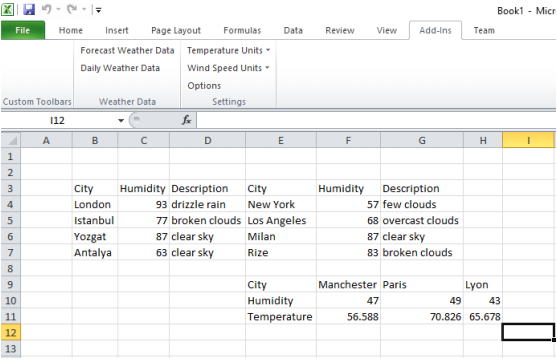 Book1 - Micr
File Home Insert Page Layout Formulas Data Review View Add-Ins Team
Forecast Weather Data Temperature Units
Daily Weather Data Wind Speed Units
Options
Custom Toolbars Weather Data Settings
I12 fx
A B C D E F G H I
1
2
3 City Humidity Description City Humidity Description
4 London 93 drizzle rain New York 57 few clouds
5 Istanbul 77 broken clouds Los Angeles 68 overcast clouds
6 Yozgat 87 clear sky Milan 87 clear sky
7 Antalya 63 clear sky Rize 83 broken clouds
8
9 City Manchester Paris Lyon
10 Humidity 47 49 43
11 Temperature 56.588 70.826 65.678
12
13